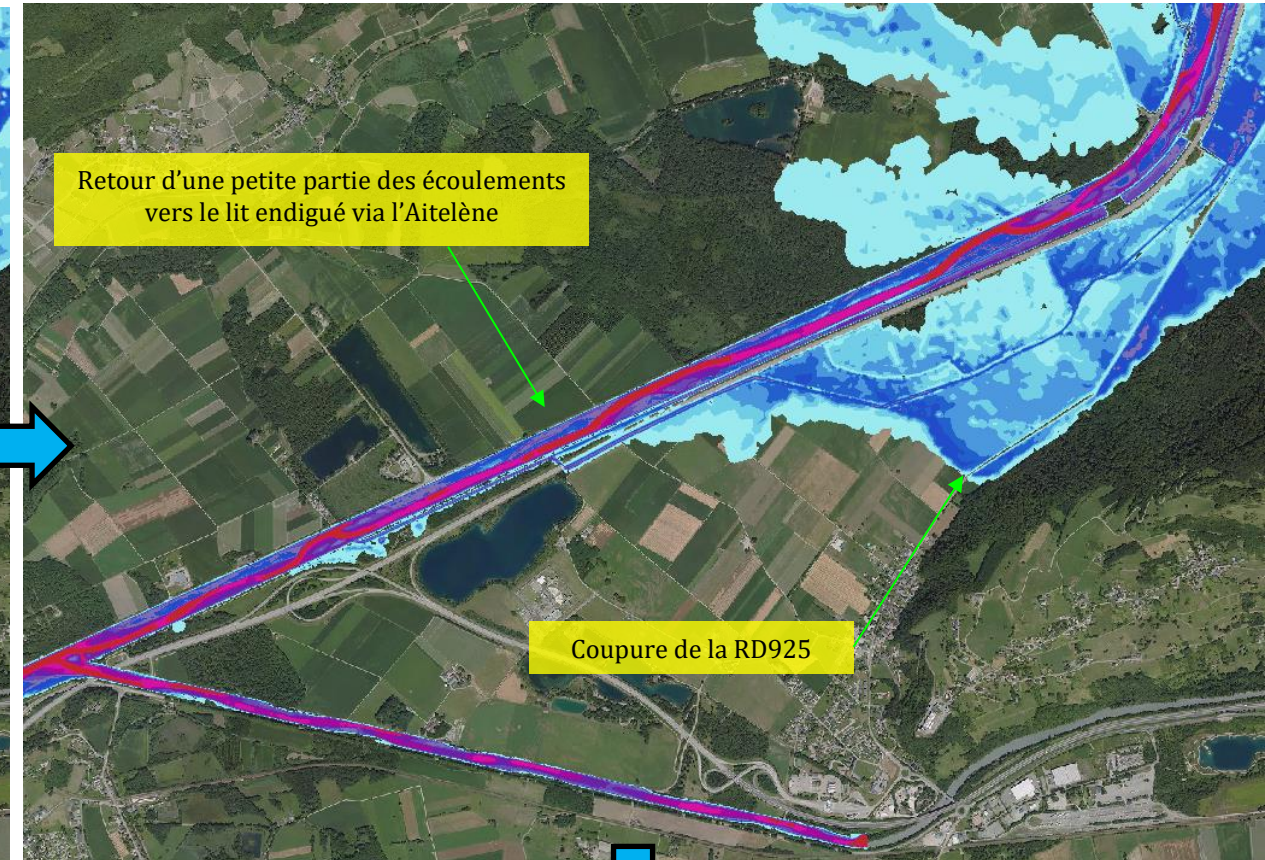 Retour d’une petite partie des écoulements
vers le lit endigué via l’Aitelène
Coupure de la RD925